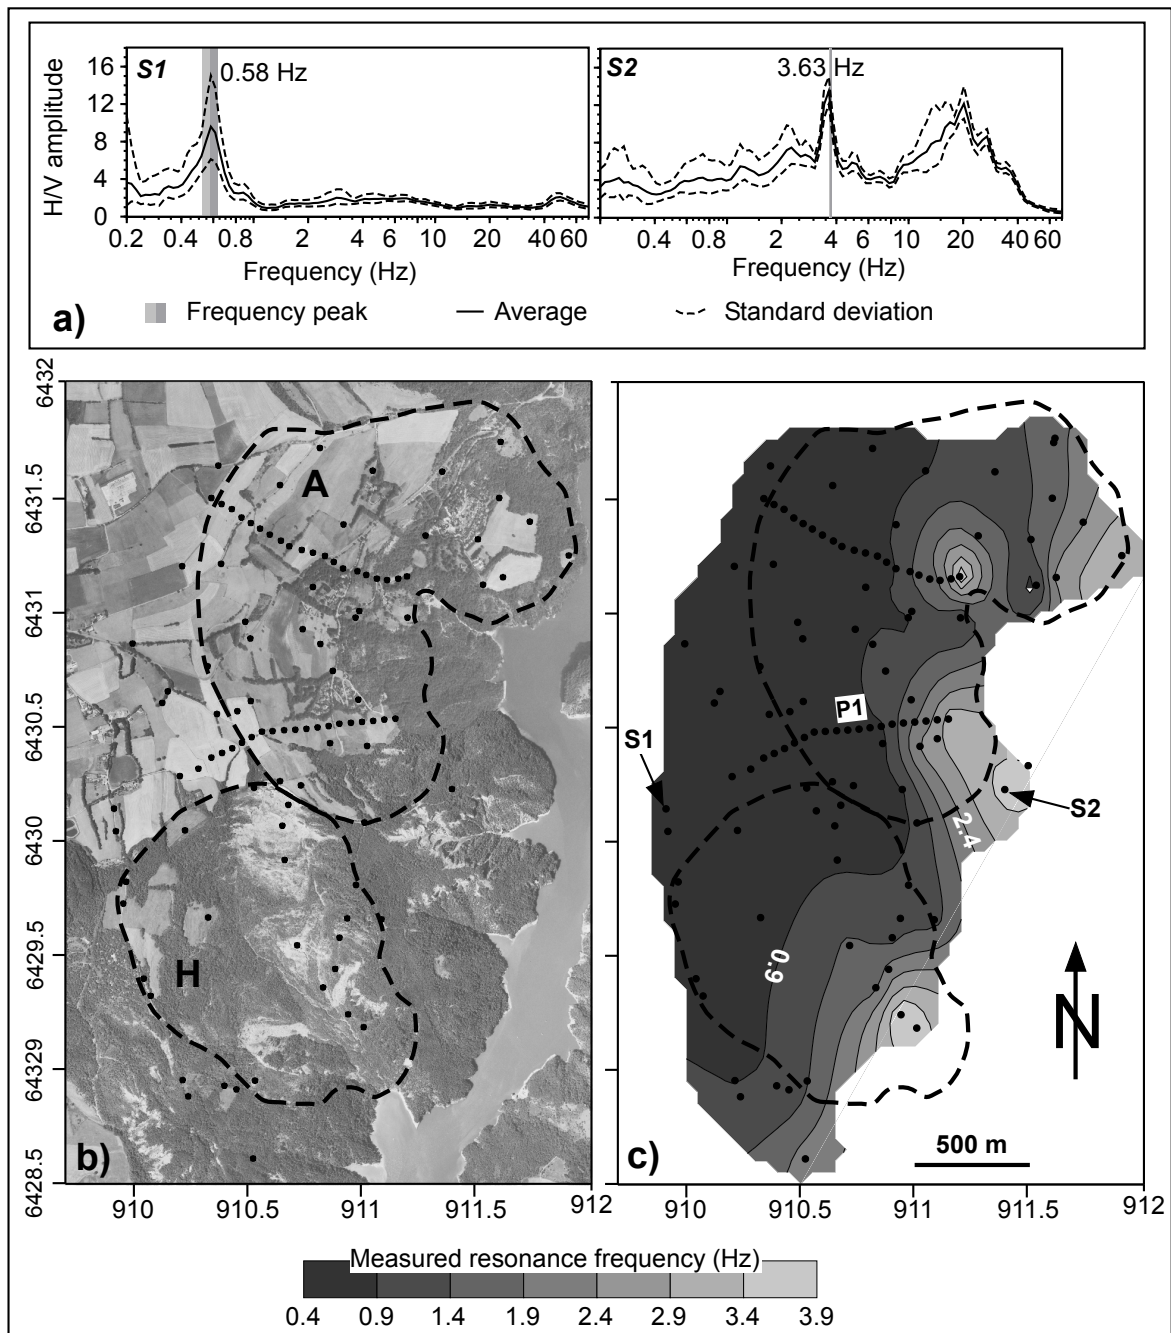 S1
0.58 Hz
S2
3.63 Hz
H/V amplitude
16
12
8
4
0
0.2 0.4 0.8 2 4 6 10 20 40 60
0.4 0.8 2 4 6 10 20 40 60
Frequency (Hz)
Frequency (Hz)
a)
Frequency peak
Average
Standard deviation
6432
6431.5
6431
6430.5
6430
6429.5
64329
6428.5
A
H
b)
910 910.5 911 911.5 912
P1
S1
S2
2.4
0.9
N
500 m
c)
910 910.5 911 911.5 912
Measured resonance frequency (Hz)
0.4 0.9 1.4 1.9 2.4 2.9 3.4 3.9